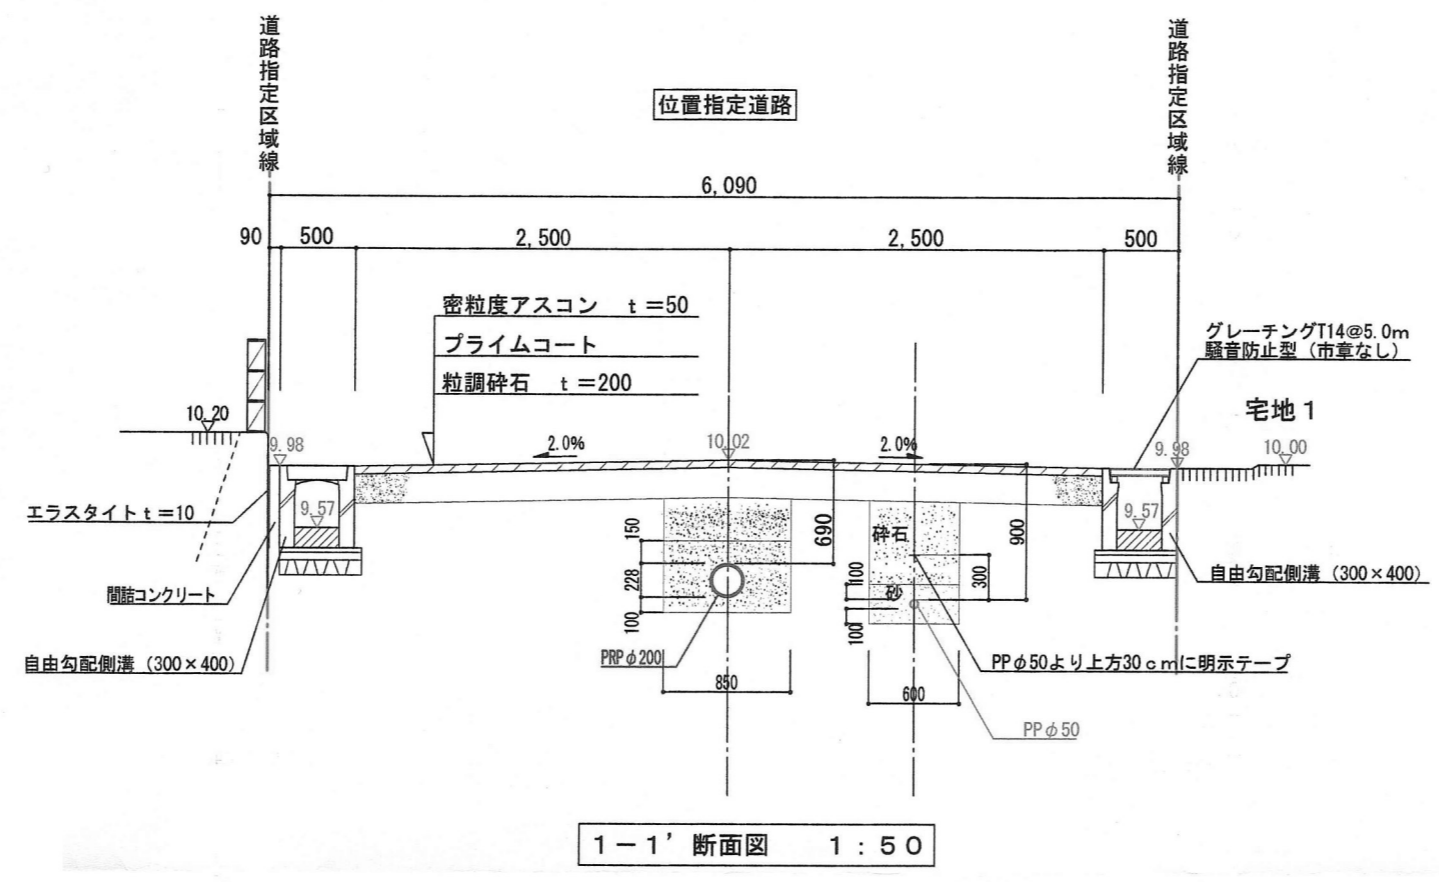 道路指定区域線
道路指定区域線
位置指定道路
6,090
90
500
2,500
2,500
500
密粒度アスコン t=50
プライムコート
粒調砕石 t=200
グレーチングT14@5.0m
騒音防止型（市章なし）
宅地1
10.20
9.98
2.0%
10.02
2.0%
9.98
10.00
エラスタイトt=10
9.57
9.57
150
690
砕石
900
228
100
300
砂
100
100
自由勾配側溝（300×400）
間詰コンクリート
自由勾配側溝（300×400）
PRPφ200
PPφ50より上方30cmに明示テープ
850
600
PPφ50
1－1’断面図 1:50